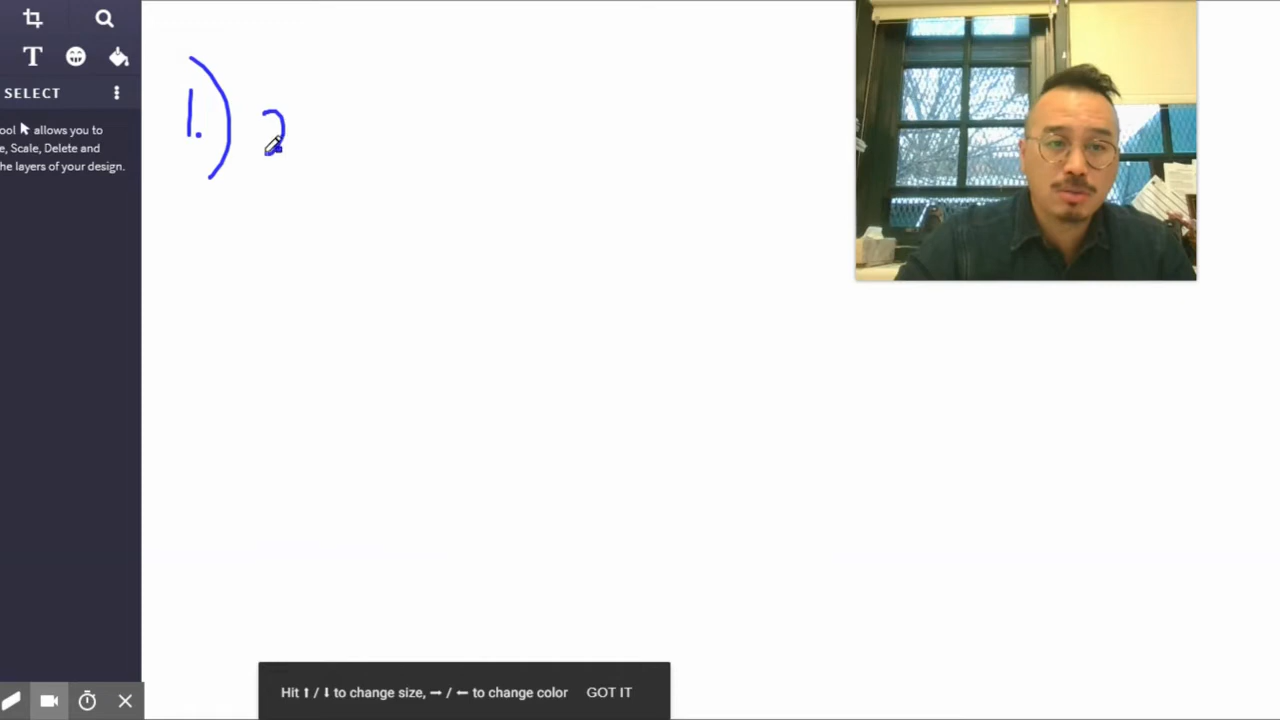 T
SELECT
ool allows you to
e, Scale, Delete and
he layers of your design.
1.) 2
Hit ⬆ / ⬇ to change size, ➡ / ⬅ to change color GOT IT